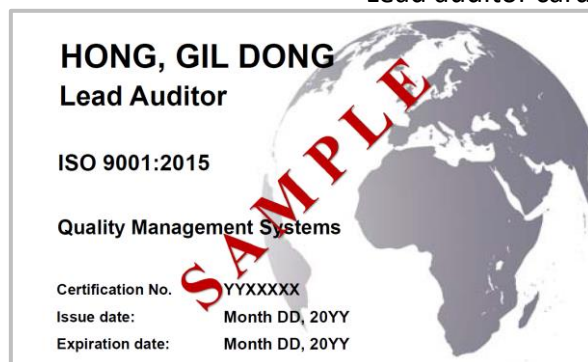 Lead auditor card
HONG, GIL DONG
Lead Auditor
ISO 9001:2015
Quality Management Systems
SAMPLE
Certification No. YYXXXXX
Issue date: Month DD, 20YY
Expiration date: Month DD, 20YY